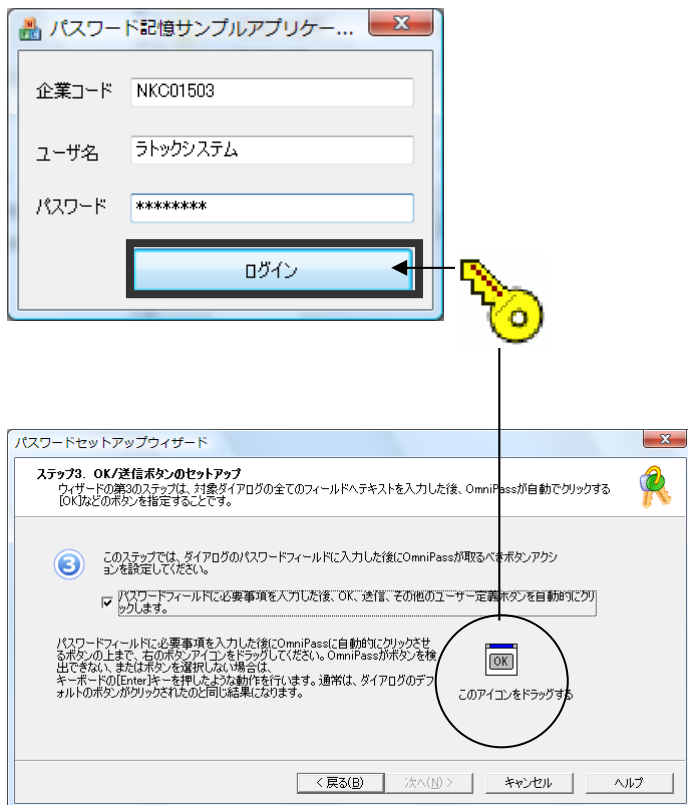 パスワード記憶サンプルアプリケー...
企業コード NKC01503
ユーザ名 ラトックシステム
パスワード ********
ログイン
パスワードセットアップウィザード
ステップ3. OK/送信ボタンのセットアップ
ウィザードの第3のステップは、対象ダイアログの全てのフィールドへテキストを入力した後、OmniPassが自動でクリックする
[OK]などのボタンを指定することです。
3 このステップでは、ダイアログのパスワードフィールドに入力した後にOmniPassが取るべきボタンアクシ
ョンを設定してください。
パスワードフィールドに必要事項を入力した後、OK、送信、その他のユーザー定義ボタンを自動的にクリ
ックします。
パスワードフィールドに必要事項を入力した後にOmniPassに自動的にクリックさせ
るボタンの上まで、右のボタンアイコンをドラッグしてください。OmniPassがボタンを検
出できない、またはボタンを選択しない場合は、
キーボードの[Enter]キーを押したような動作を行います。通常は、ダイアログのデフ
ォルトのボタンがクリックされたのと同じ結果になります。
OK
このアイコンをドラッグする
< 戻る(B) 次へ(N) > キャンセル ヘルプ